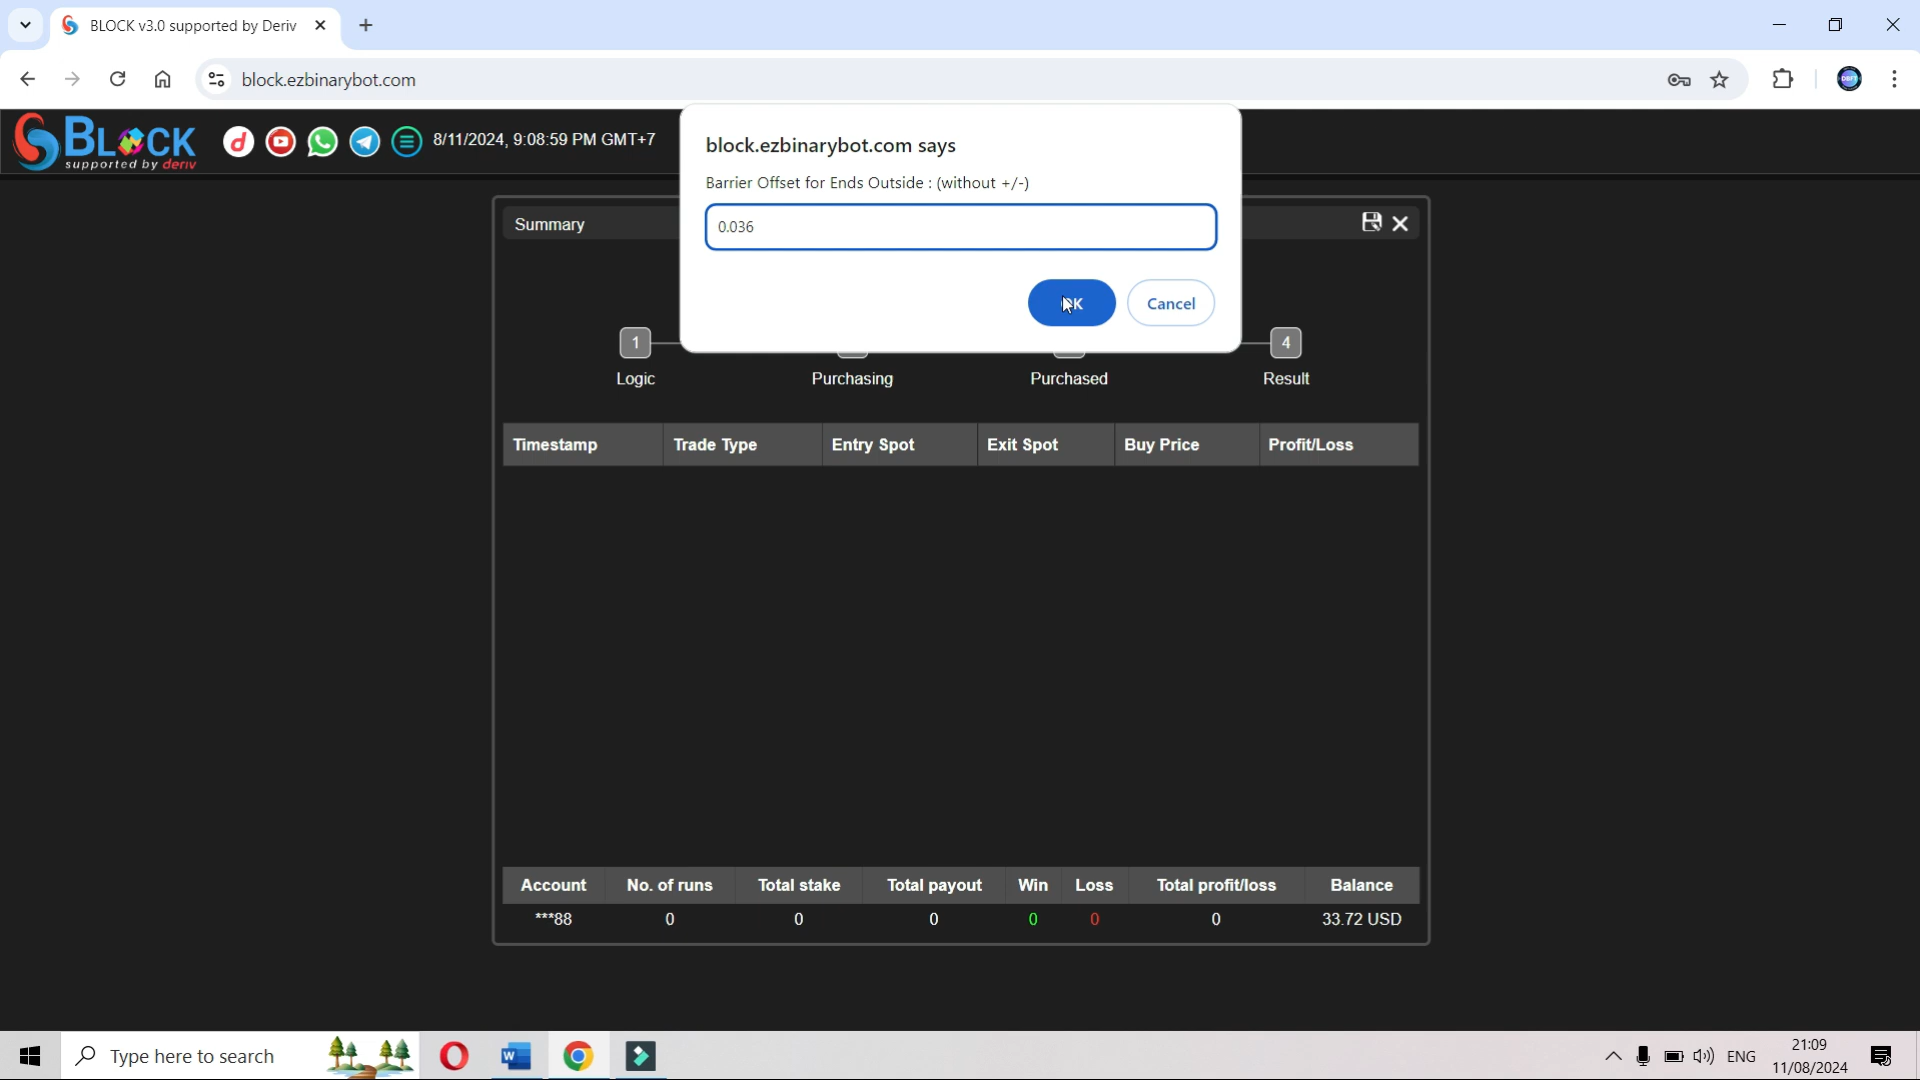 BLOCK v3.0 supported by Deriv
block.ezbinarybot.com
BLOCK
supported by deriv
8/11/2024, 9:08:59 PM GMT+7
block.ezbinarybot.com says
Barrier Offset for Ends Outside : (without +/-)
0.036
Cancel
Summary
1
4
Logic
Purchasing
Purchased
Result
Timestamp Trade Type Entry Spot Exit Spot Buy Price Profit/Loss
Account No. of runs Total stake Total payout Win Loss Total profit/loss Balance
***88 0 0 0 0 0 0 33.72 USD
Type here to search
ENG
21:09
11/08/2024